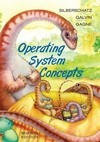 SILBERSCHATZ
GALVIN
GAGNE
Operating System
Concepts